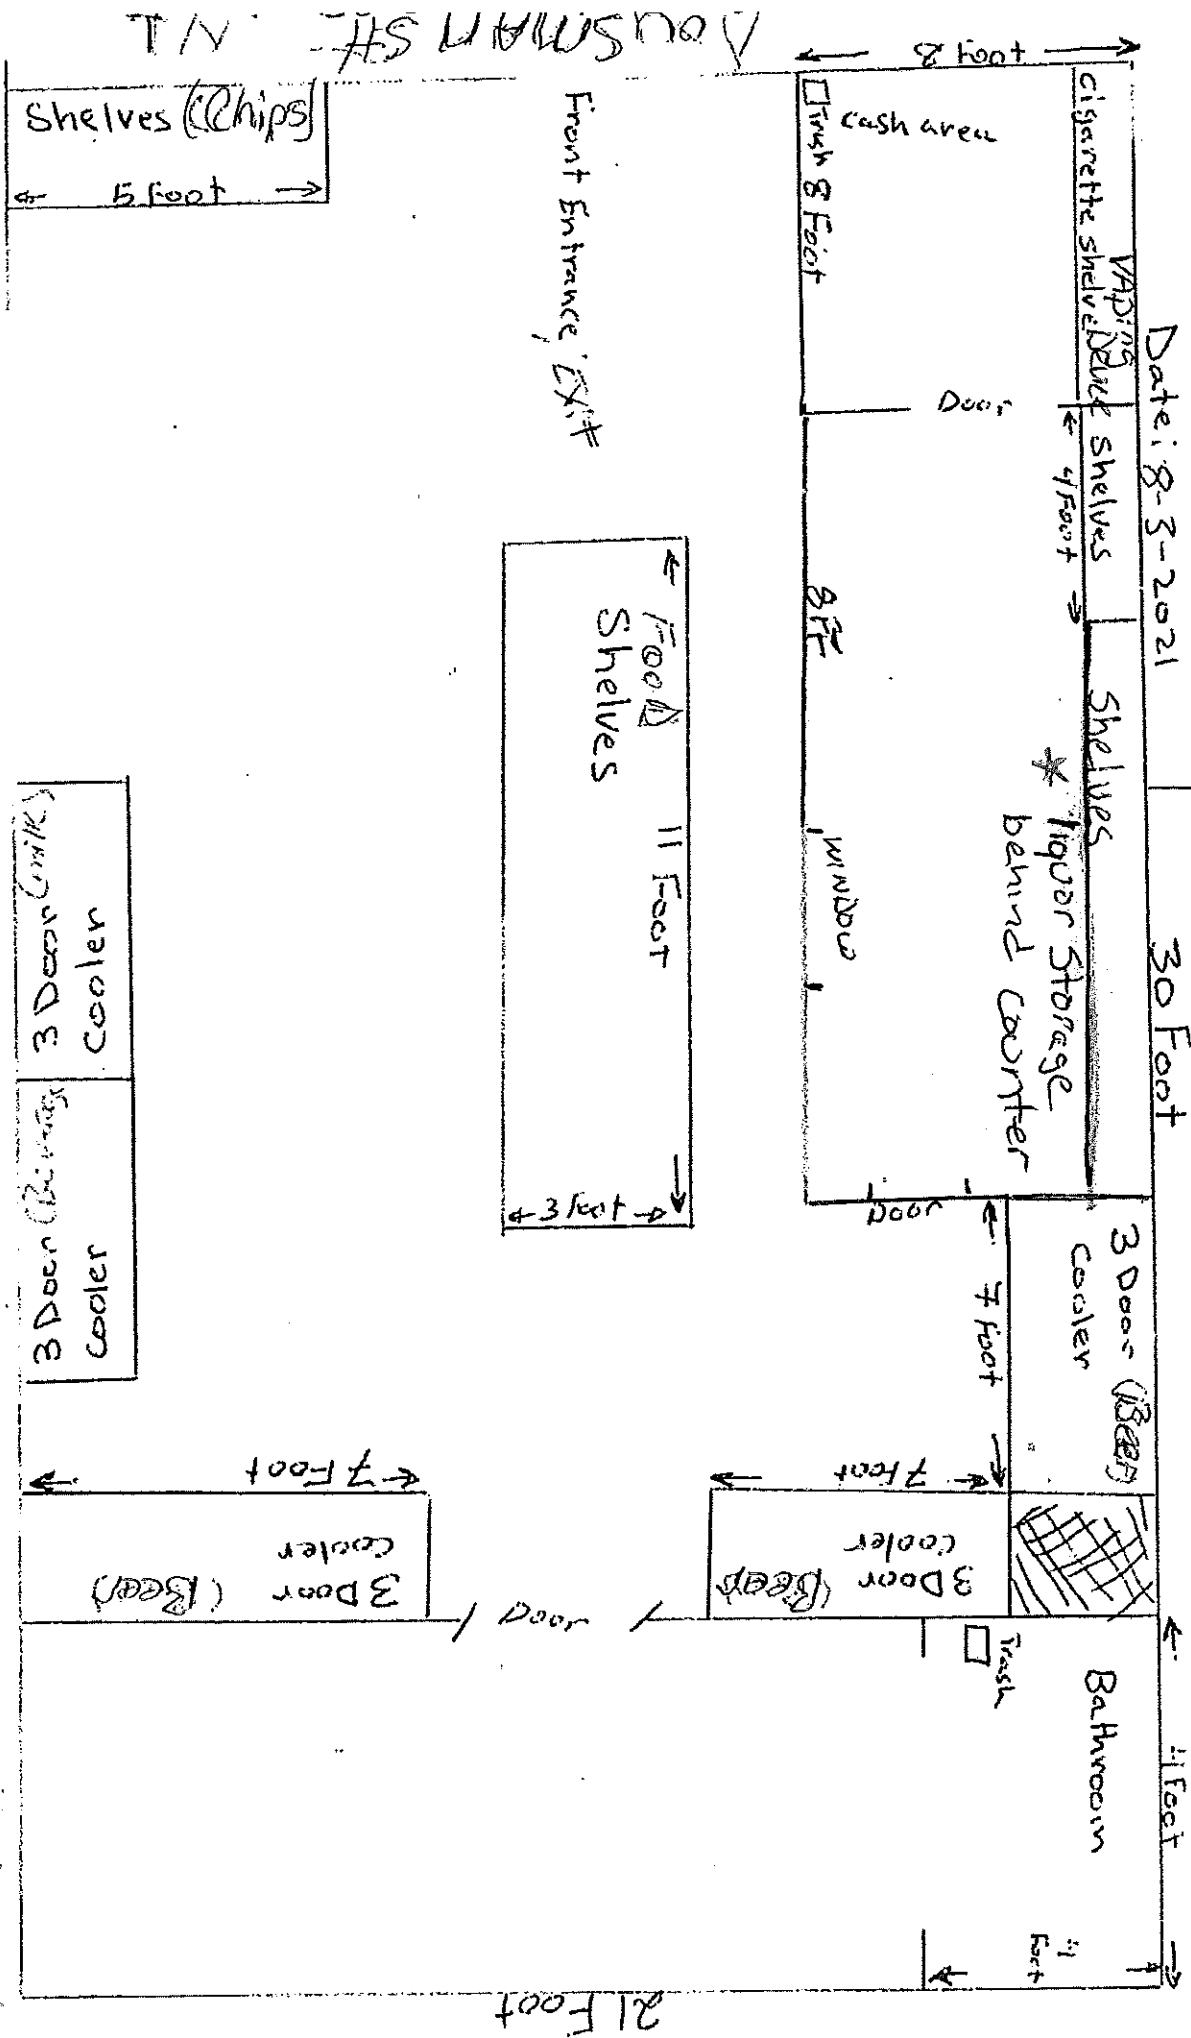 Shelves (Chips)
5 Foot
Front Entrance, Exit
8 Foot
Trash
8 Foot
cash area
cigarette shelve
VAping
Device
Date: 8-3-2021
Door
shelves
4 Foot
8 FT
Shelves
30 Foot
* liquor Storage
behind counter
WINDOW
Food
Shelves
11 Foot
3 foot
Door
3 Door (milk)
Cooler
3 Door
Cooler
3 Door (Beer)
Cooler
7 foot
7 Foot
7 foot
3 Door (Beer)
Cooler
3 Door (Beer)
Cooler
Door
Trash
Bathroom
4 Foot
4
Foot
21 Foot